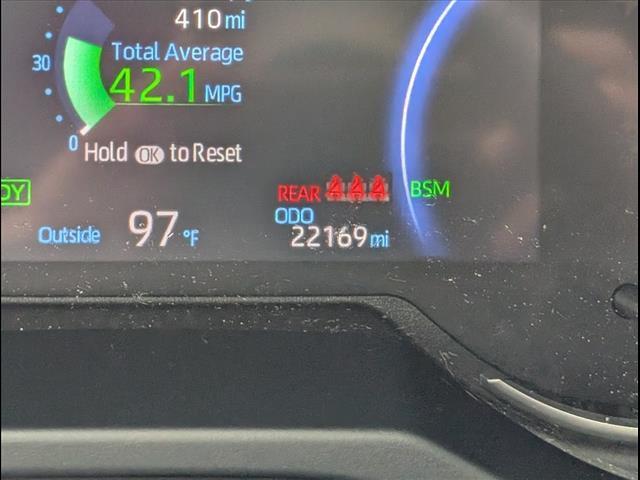 410 mi
Total Average
30
42.1 MPG
0
Hold OK to Reset
REAR
BSM
ODO
Outside 97 °F
22169 mi